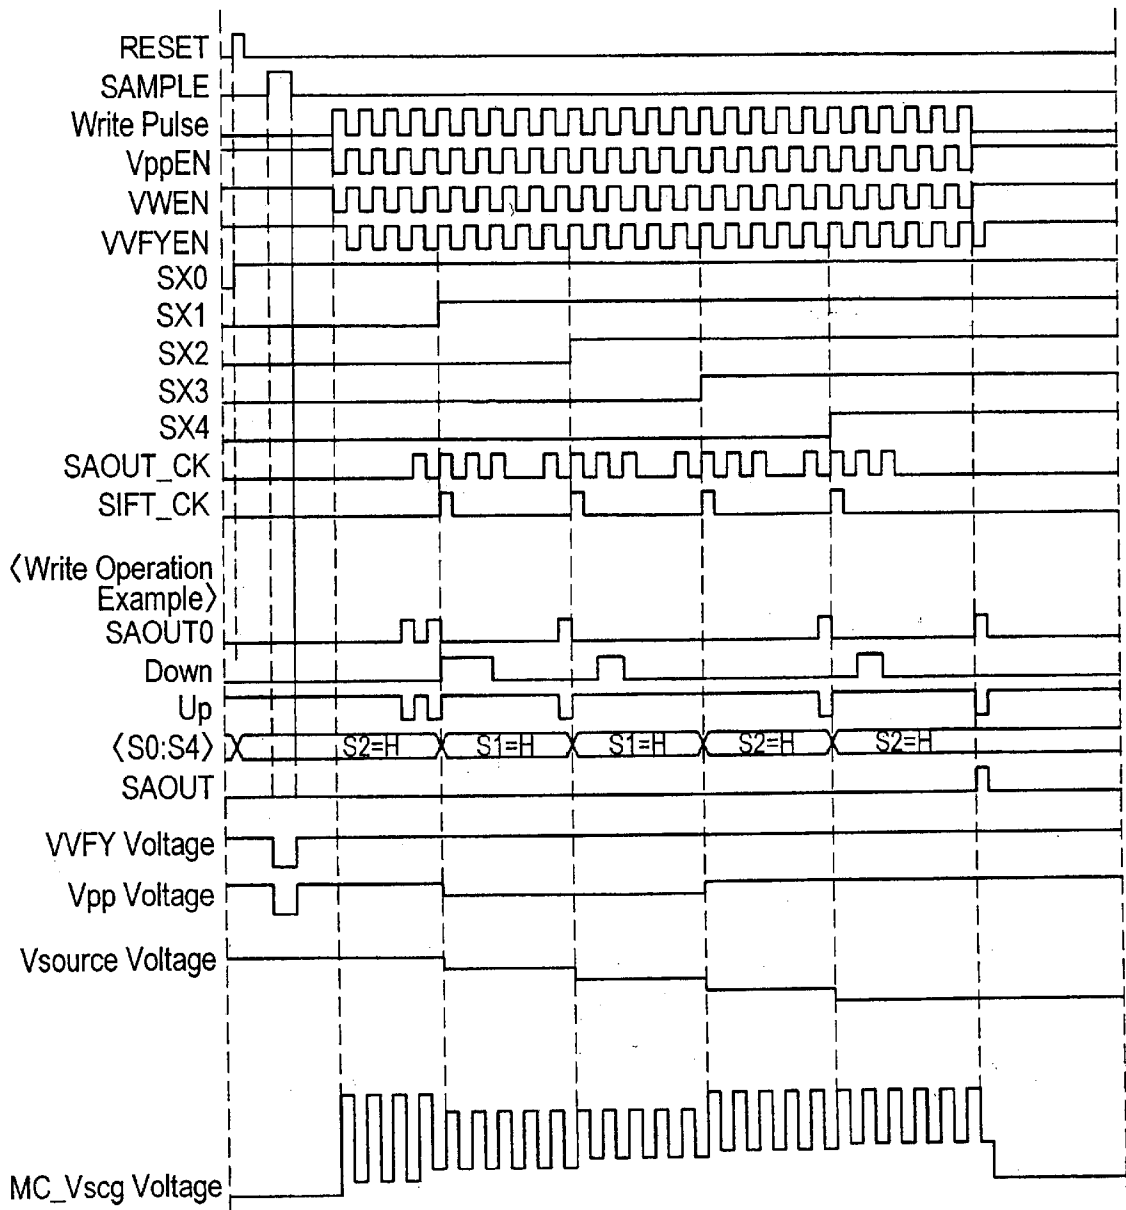 RESET
SAMPLE
Write Pulse
VppEN
VWEN
VVFYEN
SX0
SX1
SX2
SX3
SX4
SAOUT_CK
SIFT_CK
〈Write Operation
Example〉
SAOUT0
Down
Up
〈S0:S4〉 S2=H S1=H S1=H S2=H S2=H
SAOUT
VVFY Voltage
Vpp Voltage
Vsource Voltage
MC_Vscg Voltage